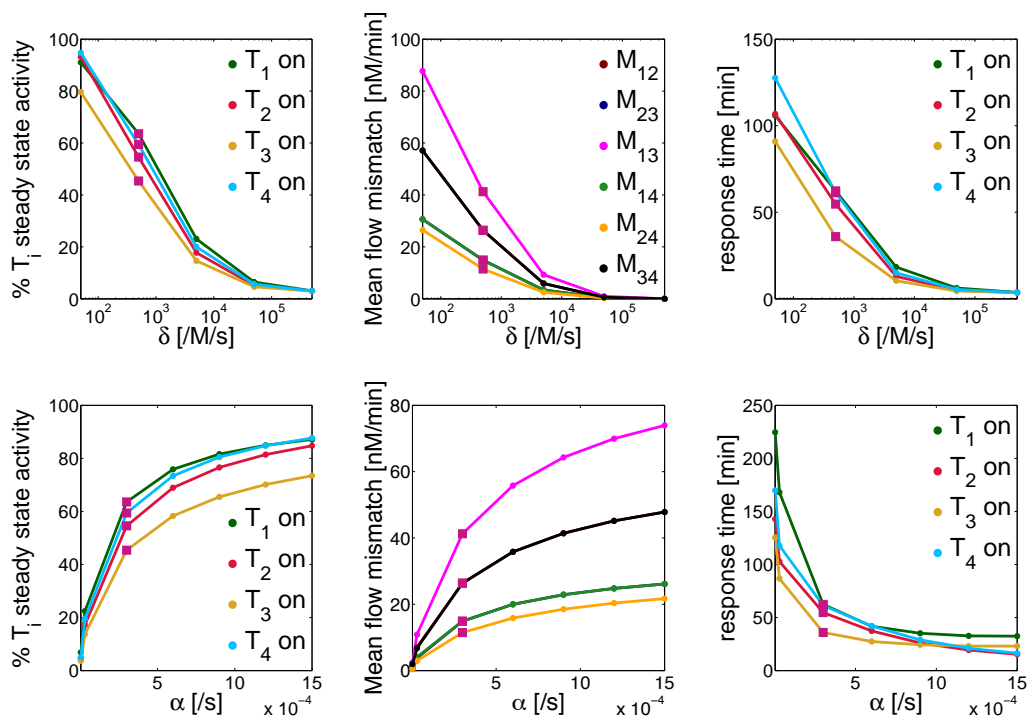 % T_i steady state activity
100
80
60
40
20
0
10^2
10^3
10^4
10^5
δ [/M/s]
T_1 on
T_2 on
T_3 on
T_4 on
Mean flow mismatch [nM/min]
100
80
60
40
20
0
10^2
10^3
10^4
10^5
δ [/M/s]
M_12
M_23
M_13
M_14
M_24
M_34
response time [min]
150
100
50
0
10^2
10^3
10^4
10^5
δ [/M/s]
T_1 on
T_2 on
T_3 on
T_4 on
% T_i steady state activity
100
80
60
40
20
0
5
10
15
α [/s]
x 10^-4
T_1 on
T_2 on
T_3 on
T_4 on
Mean flow mismatch [nM/min]
80
60
40
20
0
5
10
15
α [/s]
x 10^-4
response time [min]
250
200
150
100
50
0
5
10
15
α [/s]
x 10^-4
T_1 on
T_2 on
T_3 on
T_4 on